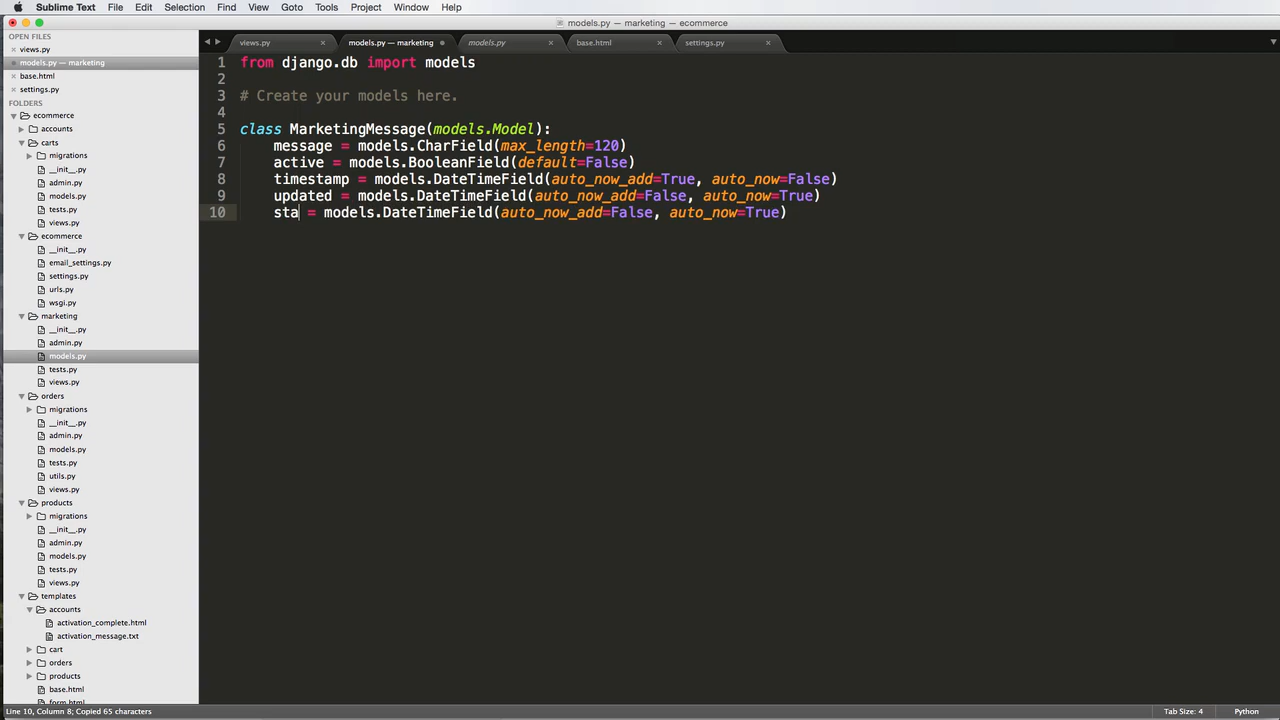 Sublime Text File Edit Selection Find View Goto Tools Project Window Help
models.py — marketing — ecommerce
OPEN FILES
views.py
models.py — marketing
base.html
settings.py
FOLDERS
ecommerce
accounts
carts
migrations
__init__.py
admin.py
models.py
tests.py
views.py
ecommerce
__init__.py
email_settings.py
settings.py
urls.py
wsgi.py
marketing
__init__.py
admin.py
models.py
tests.py
views.py
orders
migrations
__init__.py
admin.py
models.py
tests.py
utils.py
views.py
products
migrations
__init__.py
admin.py
models.py
tests.py
views.py
templates
accounts
activation_complete.html
activation_message.txt
cart
orders
products
base.html
form.html
views.py models.py — marketing models.py base.html settings.py
1 from django.db import models
2
3 # Create your models here.
4
5 class MarketingMessage(models.Model):
6 message = models.CharField(max_length=120)
7 active = models.BooleanField(default=False)
8 timestamp = models.DateTimeField(auto_now_add=True, auto_now=False)
9 updated = models.DateTimeField(auto_now_add=False, auto_now=True)
10 sta = models.DateTimeField(auto_now_add=False, auto_now=True)
Line 10, Column 8; Copied 65 characters Tab Size: 4 Python